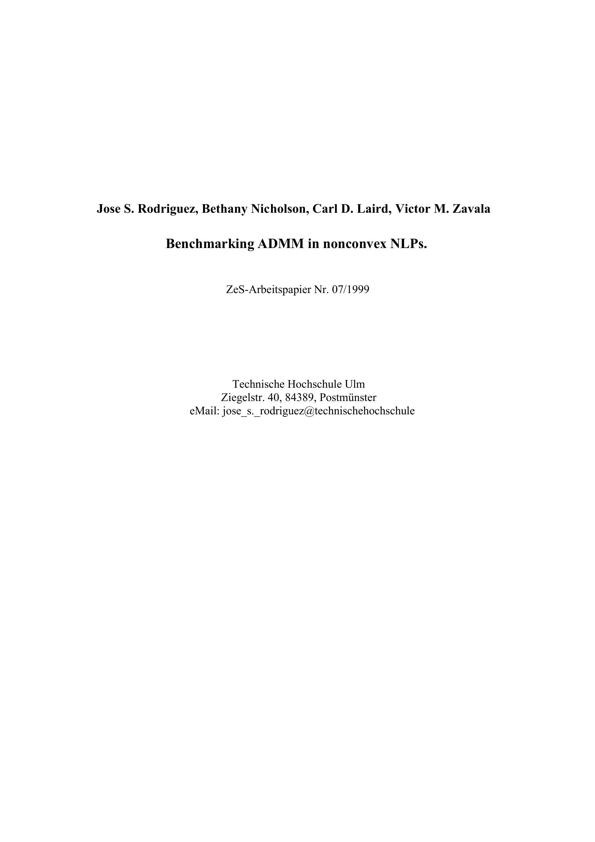 Jose S. Rodriguez, Bethany Nicholson, Carl D. Laird, Victor M. Zavala
Benchmarking ADMM in nonconvex NLPs.
ZeS-Arbeitspapier Nr. 07/1999
Technische Hochschule Ulm
Ziegelstr. 40, 84389, Postmünster
eMail: jose_s._rodriguez@technischehochschule